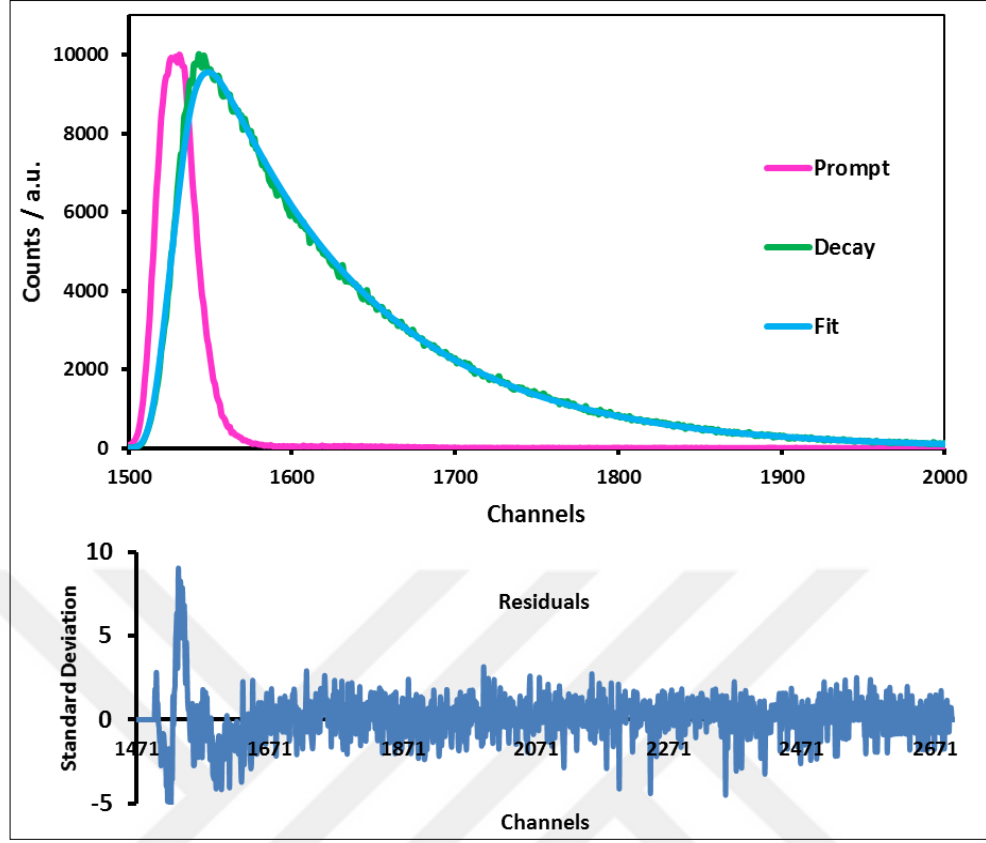 10000
8000
6000
4000
2000
0
Counts / a.u.
Prompt
Decay
Fit
1500 1600 1700 1800 1900 2000
Channels
10
5
0
-5
Standard Deviation
Residuals
1471 1671 1871 2071 2271 2471 2671
Channels